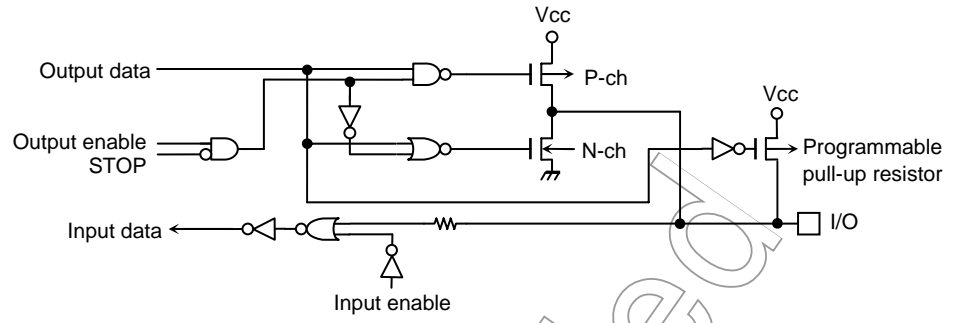 Vcc
Output data
P-ch
Vcc
Output enable
STOP
N-ch
Programmable
pull-up resistor
I/O
Input data
Input enable